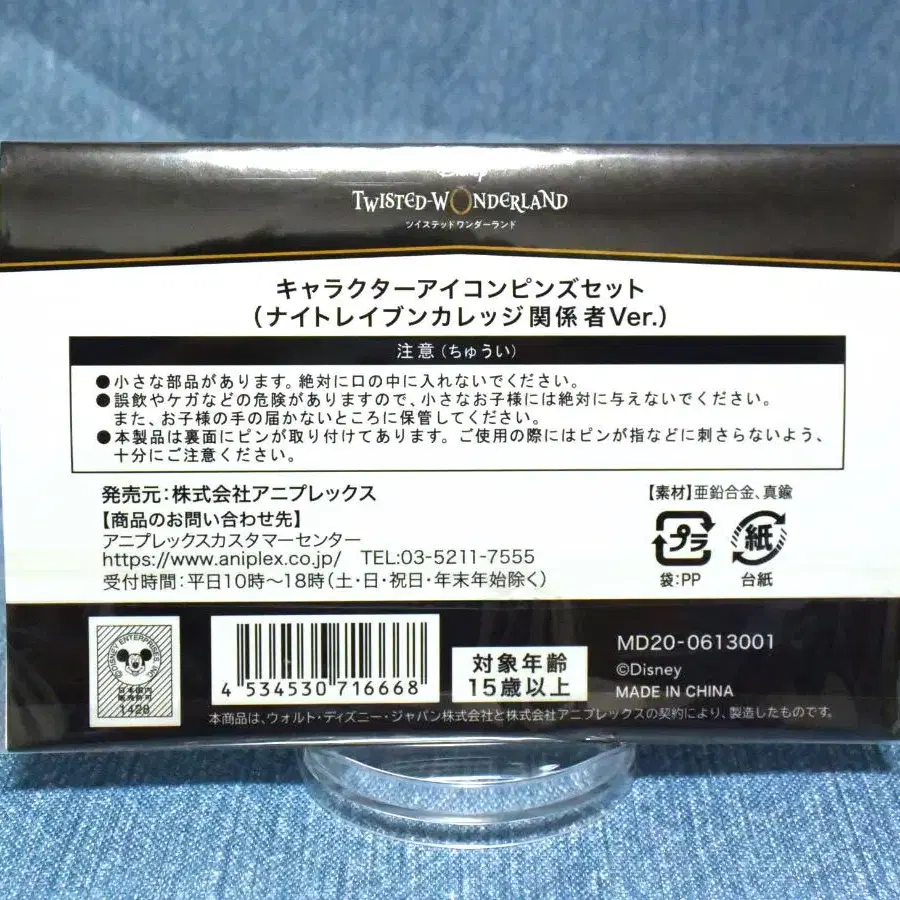 Disney
TWISTED-WONDERLAND
ツイステッドワンダーランド
キャラクターアイコンピンズセット
（ナイトレイブンカレッジ関係者Ver.）
注意（ちゅうい）
●小さな部品があります。絶対に口の中に入れないでください。
●誤飲やケガなどの危険がありますので、小さなお子様には絶対に与えないでください。
また、お子様の手の届かないところに保管してください。
●本製品は裏面にピンが取り付けてあります。ご使用の際にはピンが指などに刺さらないよう、
十分にご注意ください。
発売元：株式会社アニプレックス
【商品のお問い合わせ先】
アニプレックスカスタマーセンター
https://www.aniplex.co.jp/ TEL:03-5211-7555
受付時間：平日10時～18時（土・日・祝日・年末年始除く）
【素材】亜鉛合金、真鍮
プラ 紙
袋：PP 台紙
©DISNEY ENTERPRISES, INC.
日本国内
販売許可
1428
4 534530 716668
対象年齢
15歳以上
MD20-0613001
©Disney
MADE IN CHINA
本商品は、ウォルト・ディズニー・ジャパン株式会社と株式会社アニプレックスの契約により、製造したものです。